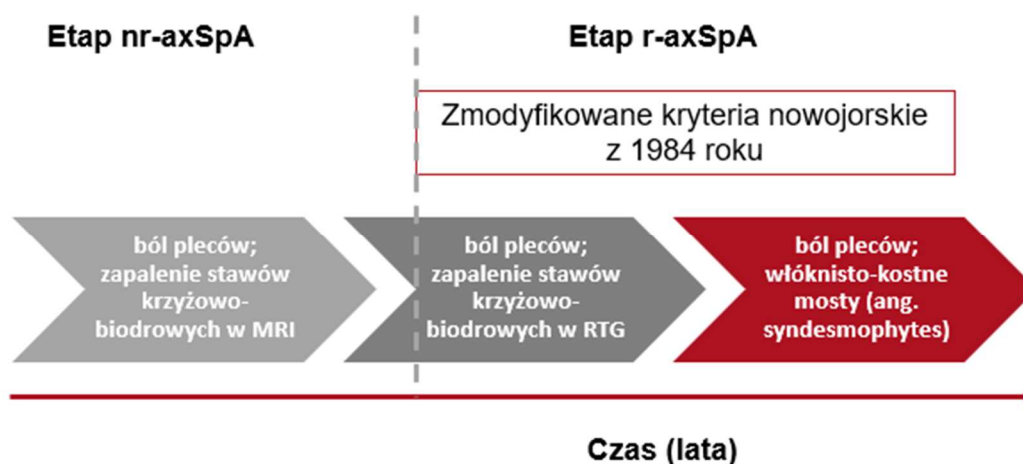 Etap nr-axSpA
Etap r-axSpA
Zmodyfikowane kryteria nowojorskie
z 1984 roku
ból pleców;
zapalenie stawów
krzyżowo-
biodrowych w MRI
ból pleców;
zapalenie stawów
krzyżowo-
biodrowych w RTG
ból pleców;
włóknisto-kostne
mosty (ang.
syndesmophytes)
Czas (lata)